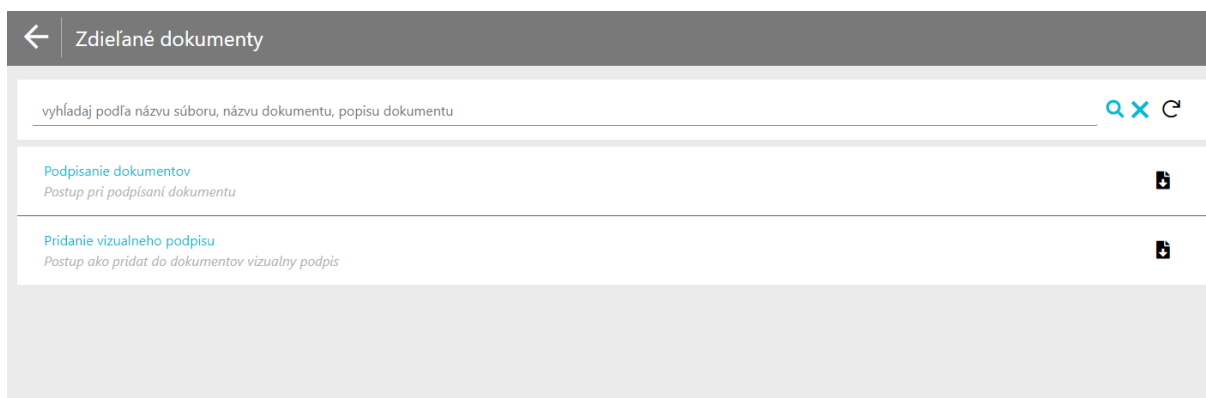 Zdieľané dokumenty
vyhĺadaj podľa názvu súboru, názvu dokumentu, popisu dokumentu
Podpisanie dokumentov
Postup pri podpísaní dokumentu
Pridanie vizualneho podpisu
Postup ako pridat do dokumentov vizualny podpis